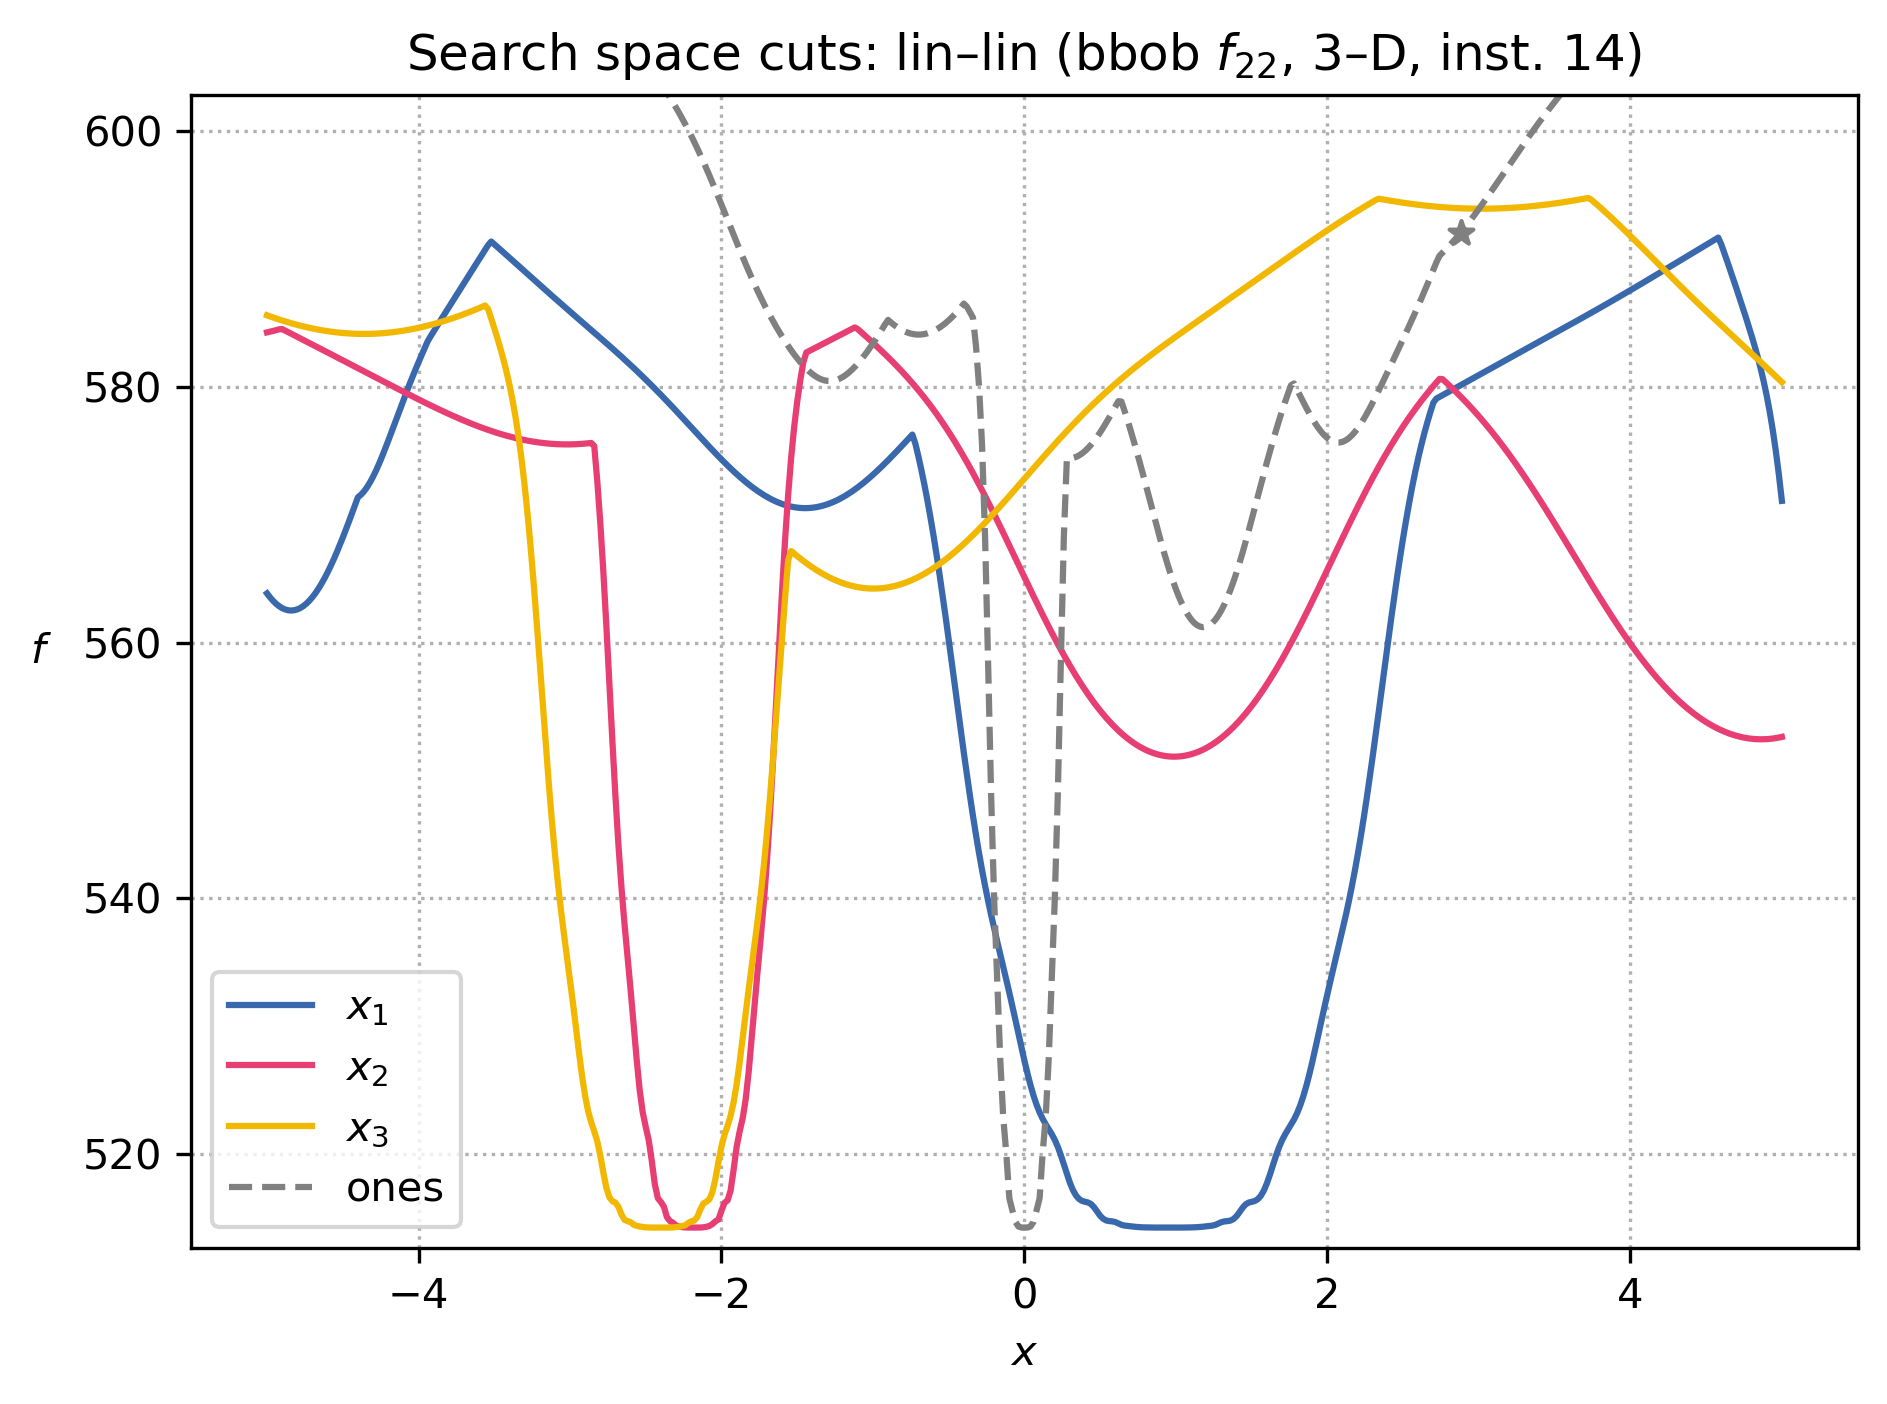 Search space cuts: lin–lin (bbob f₂₂, 3–D, inst. 14)
600
580
560
540
520
f
x₁
x₂
x₃
ones
−4
−2
0
2
4
x